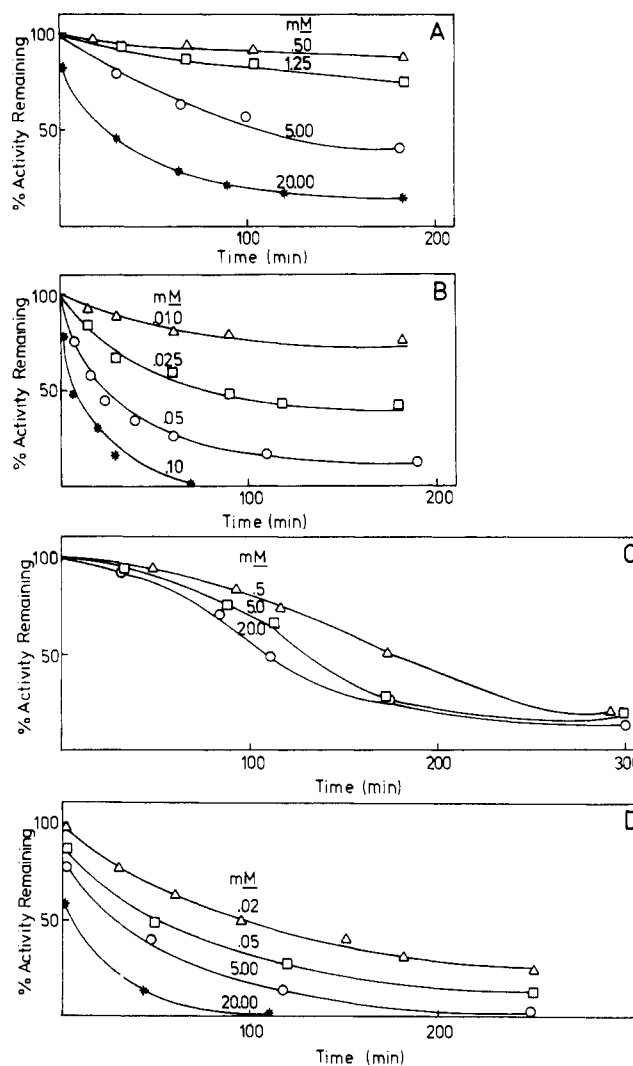 mM A
.50
1.25
5.00
20.00
100
50
% Activity Remaining
100 200
Time (min)
mM B
.010
.025
.05
.10
100
50
% Activity Remaining
100 200
Time (min)
mM C
.5
5.0
20.0
100
50
% Activity Remaining
100 200 300
Time (min)
mM D
.02
.05
5.00
20.00
100
50
% Activity Remaining
100 200
Time (min)